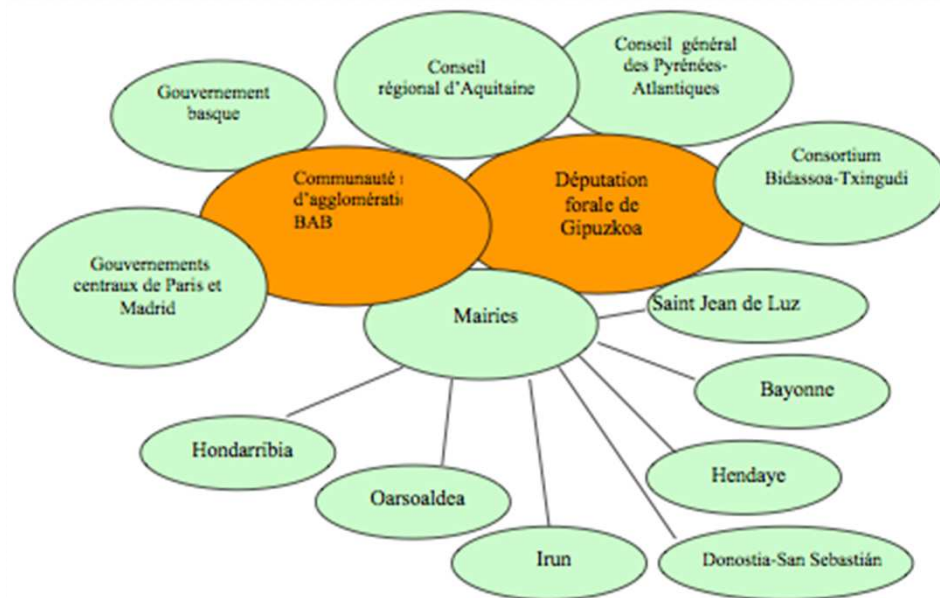 Conseil général
des Pyrénées-
Atlantiques
Conseil
régional d'Aquitaine
Gouvernement
basque
Consortium
Bidassoa-Txingudi
Communauté
d'agglomérati
BAB
Députation
forale de
Gipuzkoa
Gouvernements
centraux de Paris et
Madrid
Mairies
Saint Jean de Luz
Bayonne
Hondarribia
Hendaye
Oarsoaldea
Irun
Donostia-San Sebastián